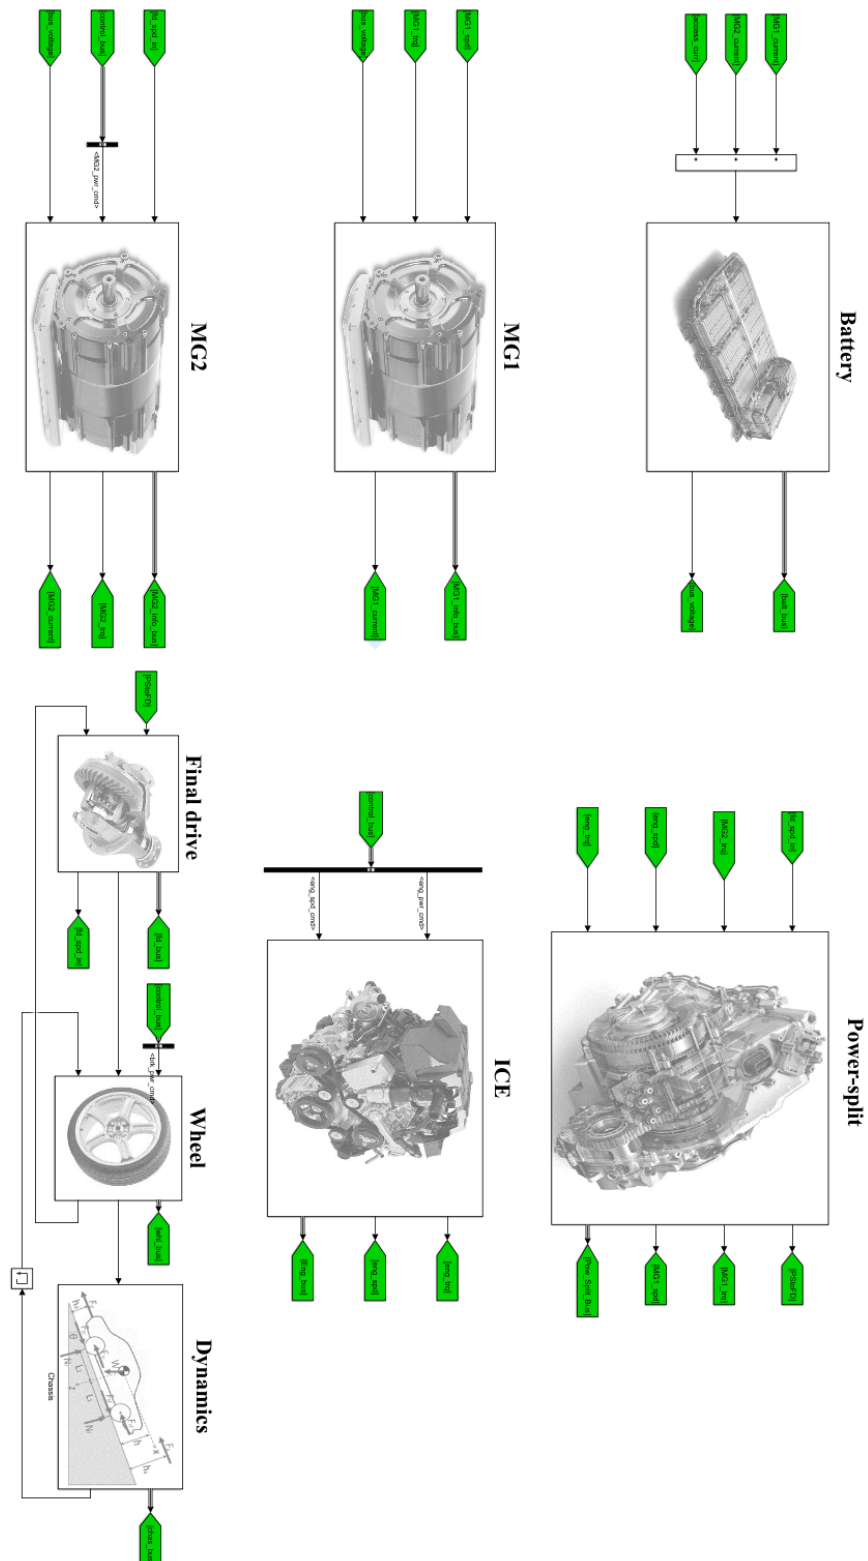 Battery
[MG1_current]
[MG2_current]
[access_curr]
[batt_bus]
[bus_voltage]
Power-split
[fd_spd_in]
[MG2_trq]
[eng_spd]
[eng_trq]
[PStoFD]
[MG1_trq]
[MG1_spd]
[Pow_Split_Bus]
MG1
[MG1_spd]
[MG1_trq]
[bus_voltage]
[MG1_info_bus]
[MG1_current]
ICE
[control_bus]
<eng_pwr_cmd>
<eng_spd_cmd>
[eng_trq]
[eng_spd]
[Eng_bus]
MG2
[fd_spd_in]
[control_bus]
<MG2_pwr_cmd>
[bus_voltage]
[MG2_info_bus]
[MG2_trq]
[MG2_current]
Final drive
[PStoFD]
[fd_bus]
[fd_spd_in]
Wheel
[control_bus]
<brk_pwr_cmd>
[whl_bus]
Dynamics
Chassis
[chas_bus]